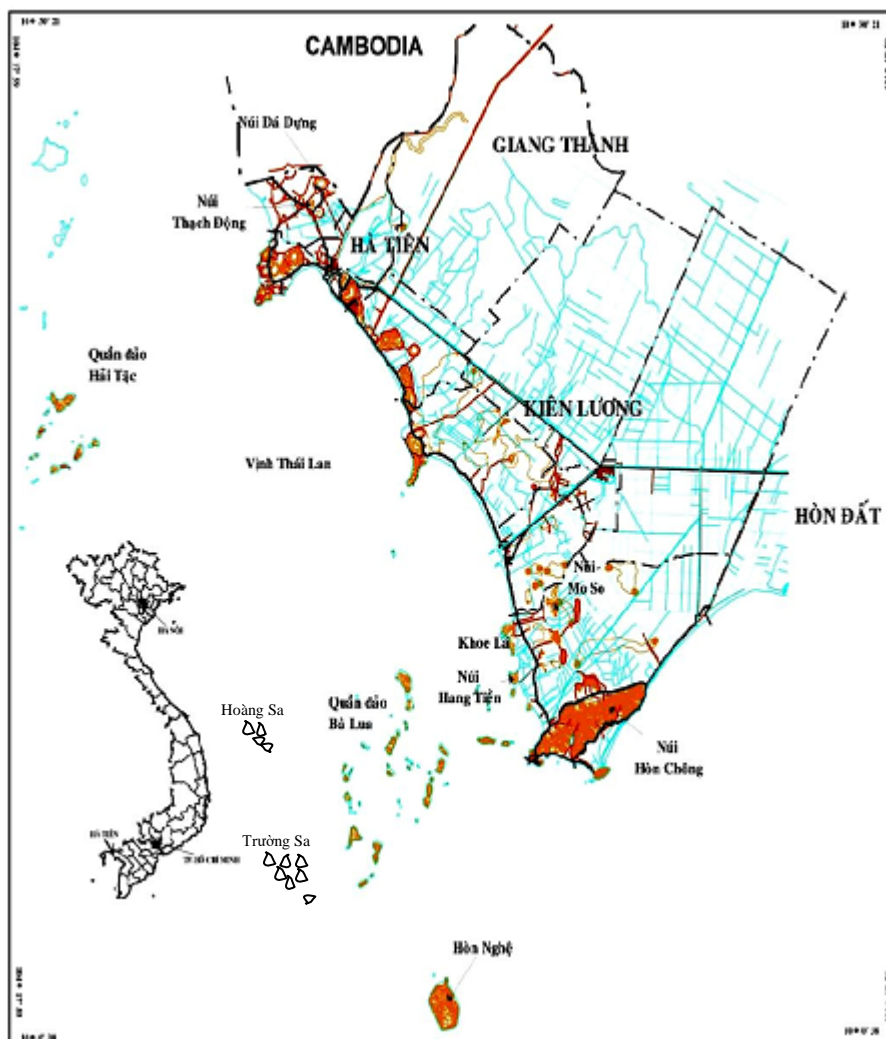 CAMBODIA
Núi Đá Dựng
GIANG THÀNH
Núi
Thạch Động
HÀ TIÊN
Quần đảo
Hải Tặc
KIÊN LƯƠNG
Vịnh Thái Lan
HÒN ĐẤT
Núi
Mo So
HÀ NỘI
Khoe Lá
Núi
Hang Tiền
Quần đảo
Bà Lụa
Hoàng Sa
Núi
Hòn Chông
Trường Sa
HÀ TIÊN
TP. HỒ CHÍ MINH
Hòn Nghệ